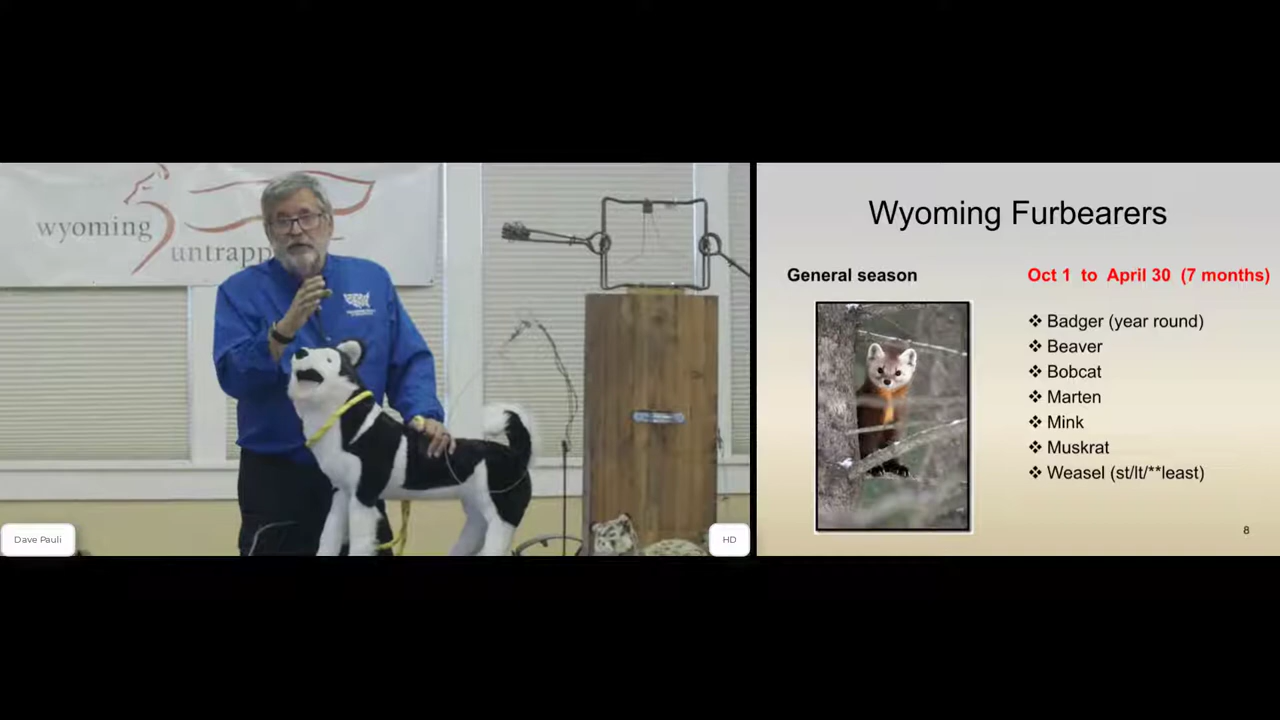 wyoming
untrapp
Dave Pauli
HD
Wyoming Furbearers
General season
Oct 1 to April 30 (7 months)
❖ Badger (year round)
❖ Beaver
❖ Bobcat
❖ Marten
❖ Mink
❖ Muskrat
❖ Weasel (st/lt/**least)
8